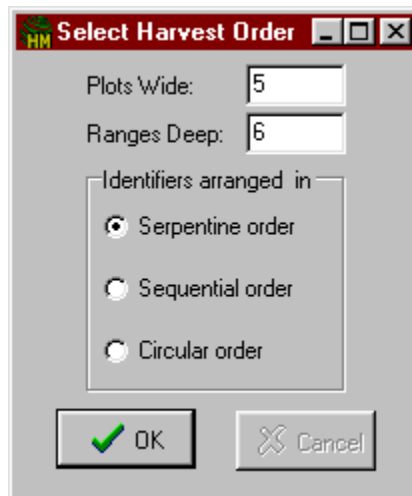 HM Select Harvest Order
Plots Wide: 5
Ranges Deep: 6
Identifiers arranged in
Serpentine order
Sequential order
Circular order
OK Cancel